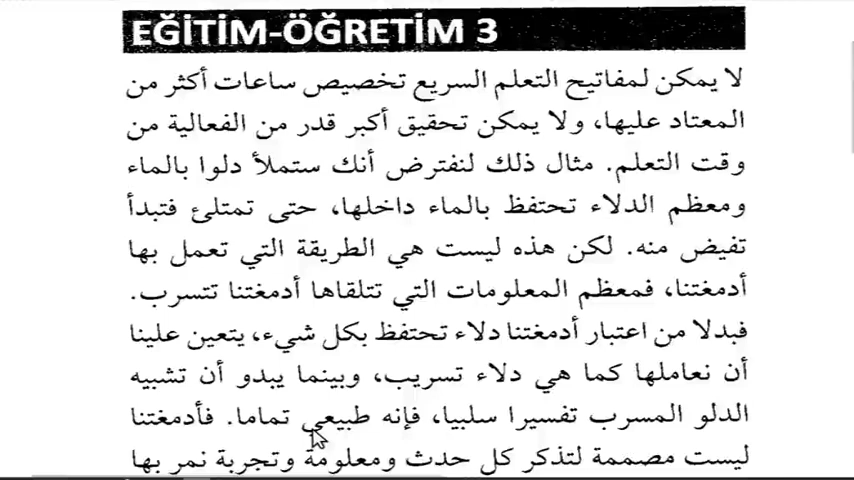 EĞİTİM-ÖĞRETİM 3
لا يمكن لمفاتيح التعلم السريع تخصيص ساعات أكثر من
المعتاد عليها، ولا يمكن تحقيق أكبر قدر من الفعالية من
وقت التعلم. مثال ذلك لنفترض أنك ستملأ دلوا بالماء
ومعظم الدلاء تحتفظ بالماء داخلها، حتى تمتلئ فتبدأ
تفيض منه. لكن هذه ليست هي الطريقة التي تعمل بها
أدمغتنا، فمعظم المعلومات التي تتلقاها أدمغتنا تتسرب.
فبدلا من اعتبار أدمغتنا دلاء تحتفظ بكل شيء، يتعين علينا
أن نعاملها كما هي دلاء تسريب، وبينما يبدو أن تشبيه
الدلو المسرب تفسيرا سلبيا، فإنه طبيعي تماما. فأدمغتنا
ليست مصممة لتذكر كل حدث ومعلومة وتجربة نمر بها